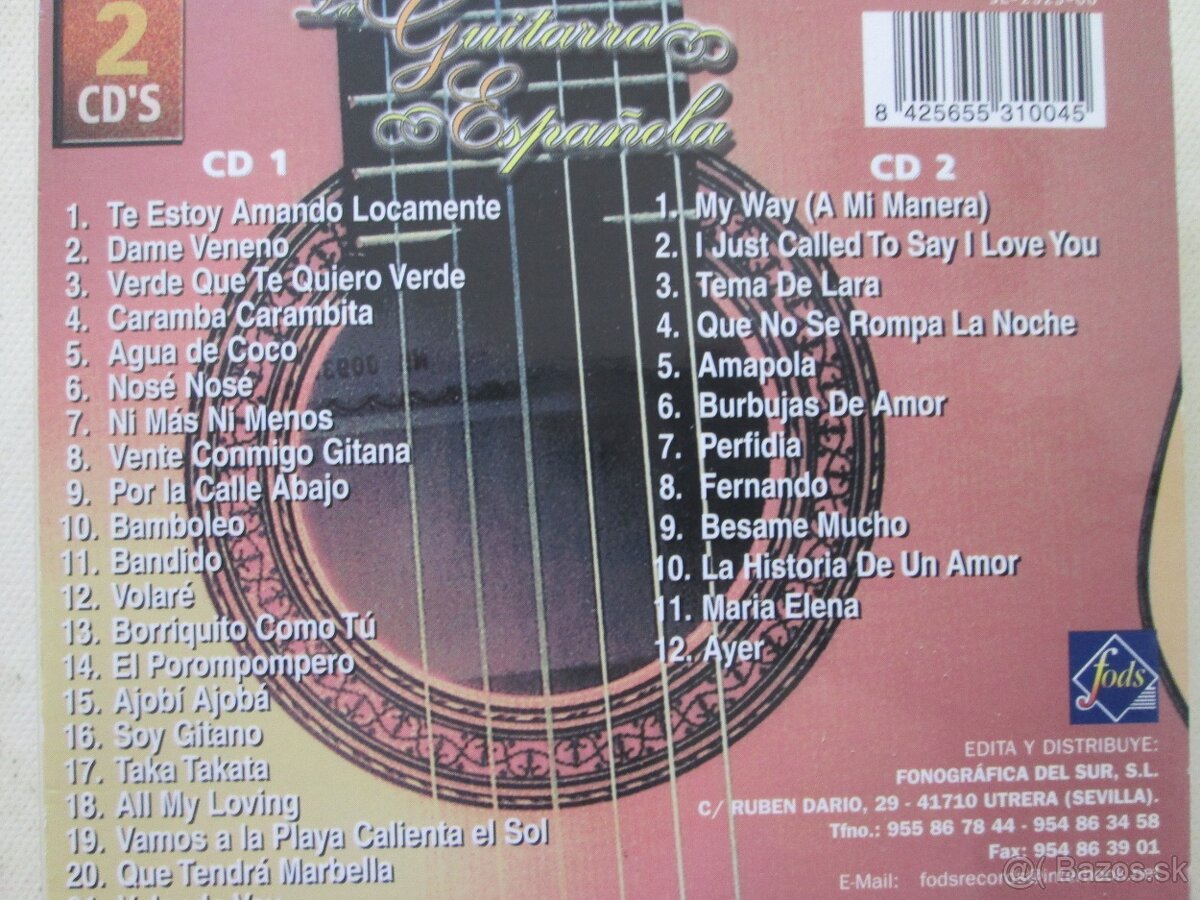 2
CD'S
La Guitarra
Española
8 425655 310045
CD 1
1. Te Estoy Amando Locamente
2. Dame Veneno
3. Verde Que Te Quiero Verde
4. Caramba Carambita
5. Agua de Coco
6. Nosé Nosé
7. Ni Más Ni Menos
8. Vente Conmigo Gitana
9. Por la Calle Abajo
10. Bamboleo
11. Bandido
12. Volaré
13. Borriquito Como Tú
14. El Porompompero
15. Ajobí Ajobá
16. Soy Gitano
17. Taka Takata
18. All My Loving
19. Vamos a la Playa Calienta el Sol
20. Que Tendrá Marbella
CD 2
1. My Way (A Mi Manera)
2. I Just Called To Say I Love You
3. Tema De Lara
4. Que No Se Rompa La Noche
5. Amapola
6. Burbujas De Amor
7. Perfidia
8. Fernando
9. Besame Mucho
10. La Historia De Un Amor
11. Maria Elena
12. Ayer
fods
EDITA Y DISTRIBUYE:
FONOGRÁFICA DEL SUR, S.L.
C/ RUBEN DARIO, 29 - 41710 UTRERA (SEVILLA).
Tfno.: 955 86 78 44 - 954 86 34 58
Fax: 954 86 39 01
E-Mail:
@Bazos.sk